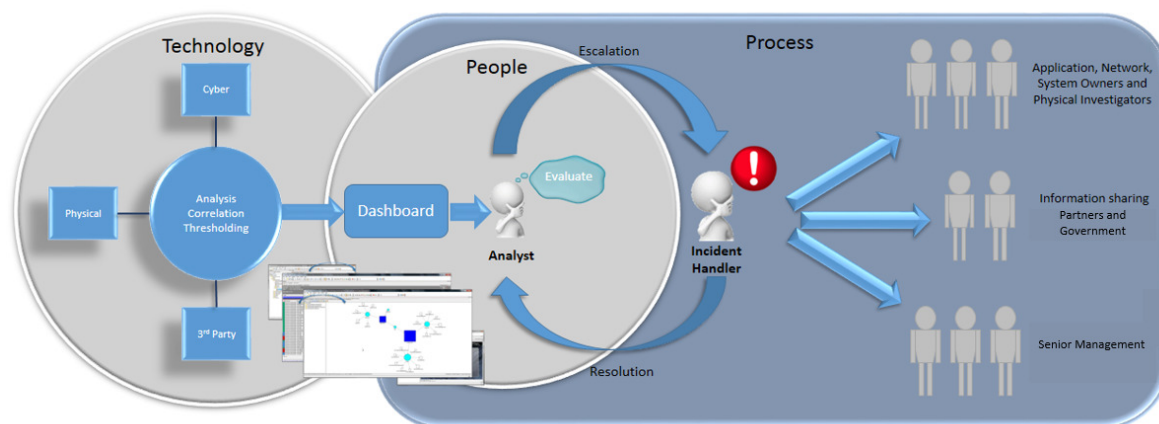 Technology
Cyber
Physical
Analysis
Correlation
Thresholding
3rd Party
People
Dashboard
Evaluate
Analyst
Process
Escalation
Incident
Handler
Resolution
Application, Network,
System Owners and
Physical Investigators
Information sharing
Partners and
Government
Senior Management